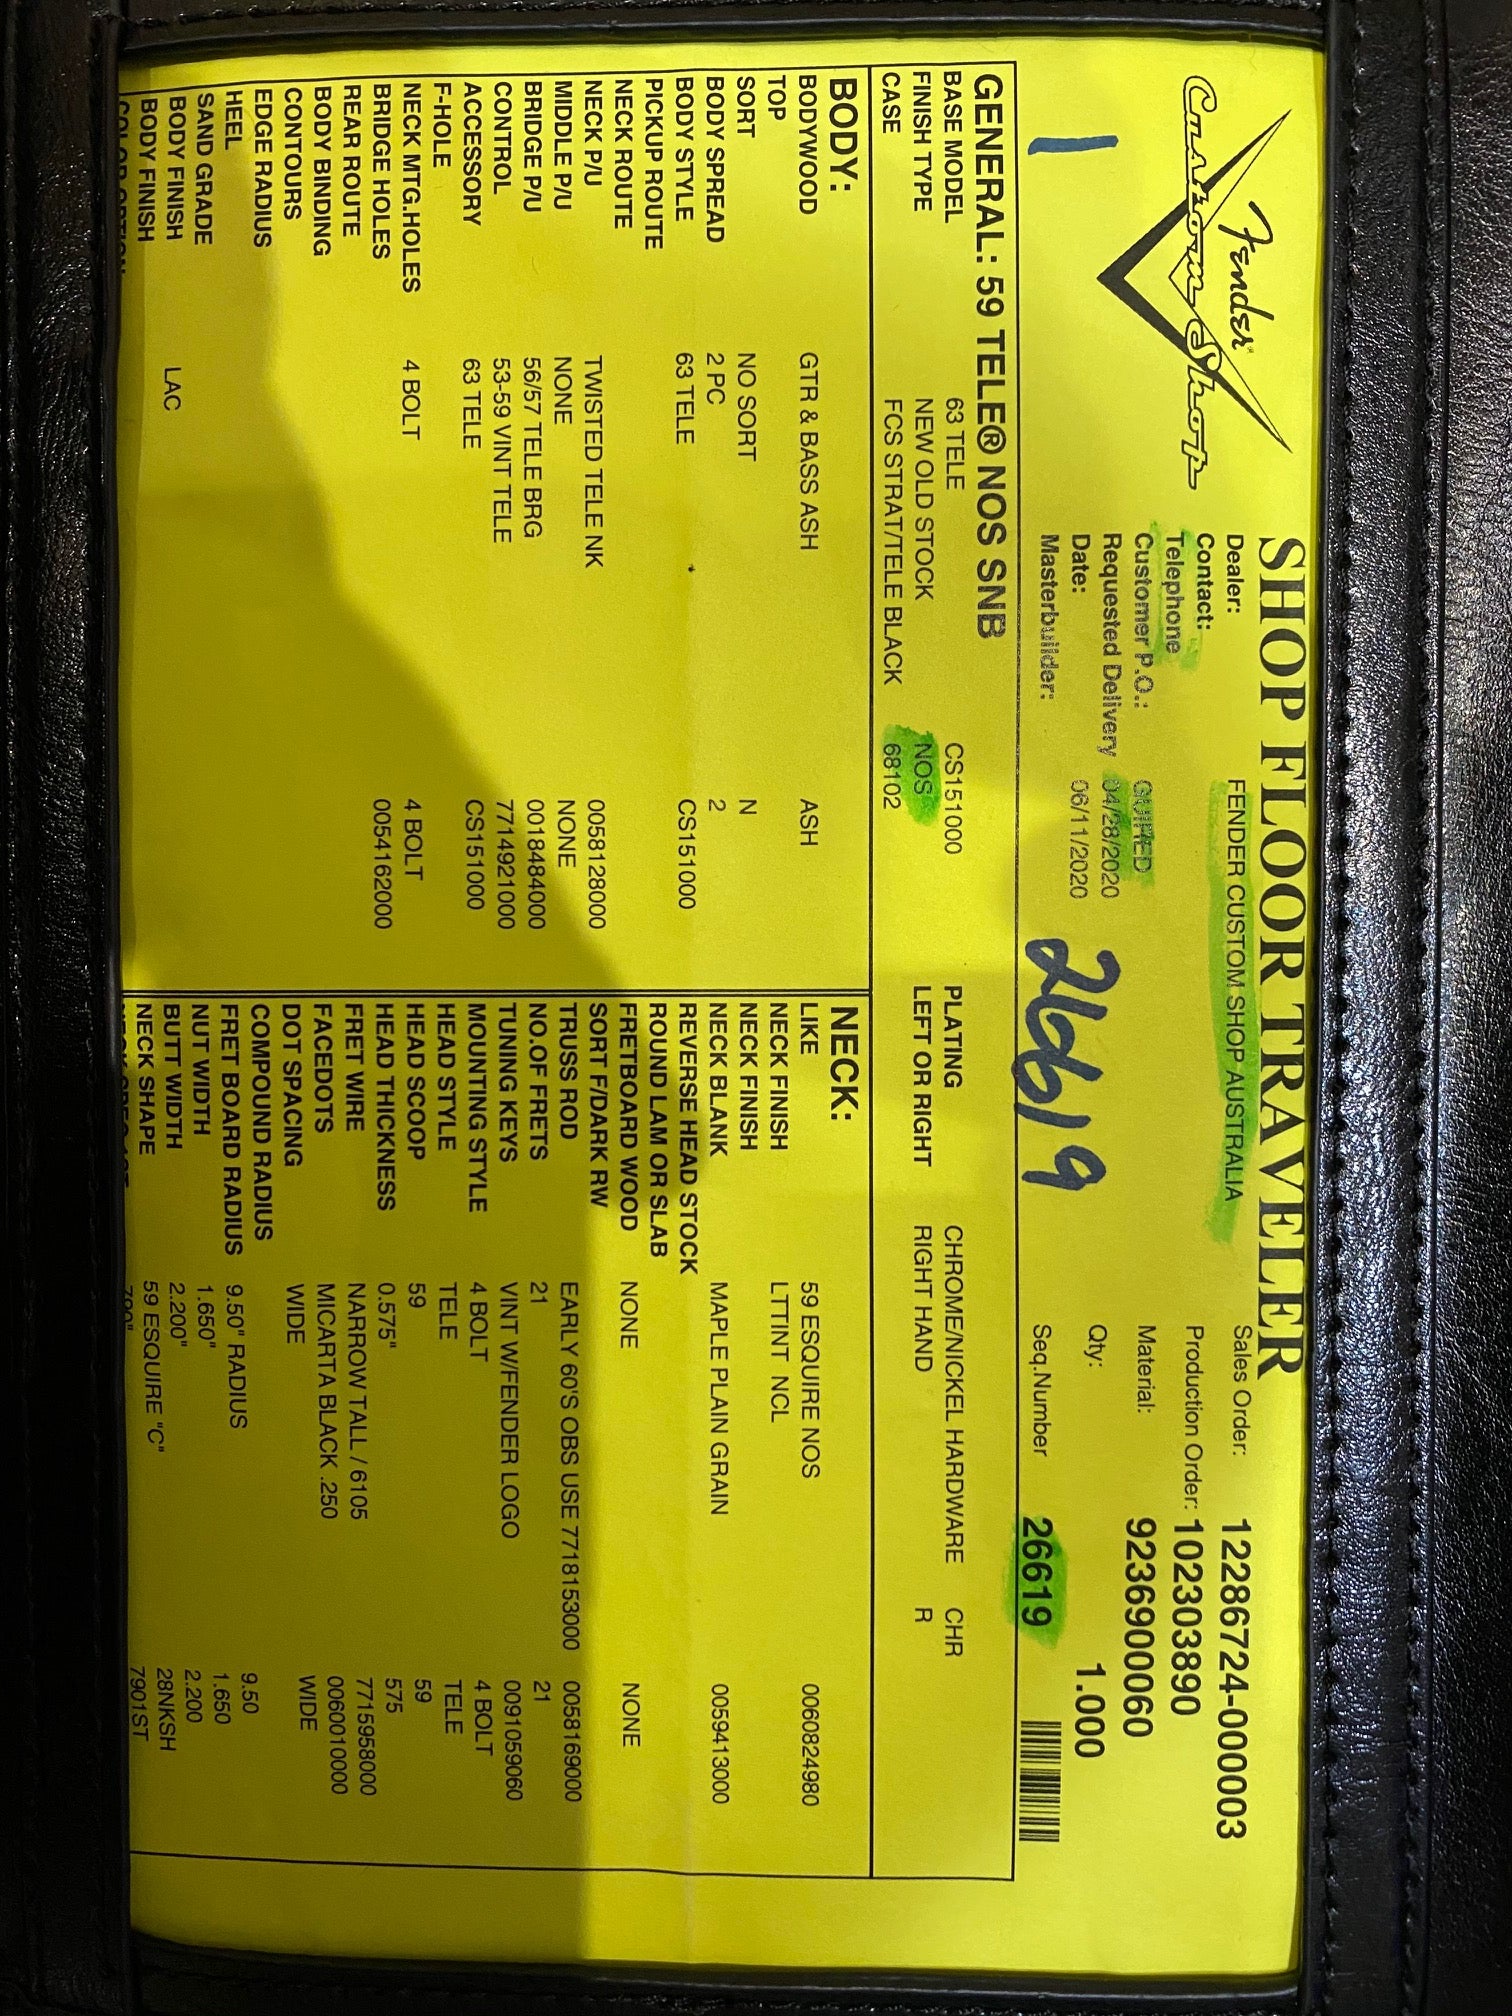 Fender
Custom Shop
SHOP FLOOR TRAVELER
Dealer: FENDER CUSTOM SHOP AUSTRALIA
Contact:
Telephone
Customer P.O.:
Requested Delivery 04/28/2020
Date: 06/11/2020
Masterbuilder:
Sales Order: 12286724-000003
Production Order: 102303890
Material: 9236900060
Qty: 1.000
Seq.Number 26619
1
26619
GENERAL: 59 TELE® NOS SNB
BASE MODEL 63 TELE CS151000 PLATING CHROME/NICKEL HARDWARE CHR
FINISH TYPE NEW OLD STOCK NOS LEFT OR RIGHT RIGHT HAND R
CASE FCS STRAT/TELE BLACK 68102
BODY:
BODYWOOD GTR & BASS ASH ASH
TOP
SORT NO SORT N
BODY SPREAD 2 PC 2
BODY STYLE 63 TELE CS151000
PICKUP ROUTE
NECK ROUTE
NECK P/U TWISTED TELE NK 0058128000
MIDDLE P/U NONE NONE
BRIDGE P/U 56/57 TELE BRG 0018484000
CONTROL 53-59 VINT TELE 7714921000
ACCESSORY 63 TELE CS151000
F-HOLE
NECK MTG.HOLES 4 BOLT 4 BOLT
BRIDGE HOLES 0054162000
REAR ROUTE
BODY BINDING
CONTOURS
EDGE RADIUS
HEEL
SAND GRADE
BODY FINISH LAC
BODY FINISH
NECK:
LIKE 59 ESQUIRE NOS 0060824980
NECK FINISH LTTINT NCL
NECK FINISH
NECK BLANK MAPLE PLAIN GRAIN 0059413000
REVERSE HEAD STOCK
ROUND LAM OR SLAB
FRETBOARD WOOD NONE NONE
SORT F/DARK RW
TRUSS ROD EARLY 60'S OBS USE 7718153000 0058169000
NO.OF FRETS 21 21
TUNING KEYS VINT W/FENDER LOGO 0091059060
MOUNTING STYLE 4 BOLT 4 BOLT
HEAD STYLE TELE TELE
HEAD SCOOP 59 59
HEAD THICKNESS 0.575" 575
FRET WIRE NARROW TALL / 6105 7715958000
FACEDOTS MICARTA BLACK .250 0060010000
DOT SPACING WIDE WIDE
COMPOUND RADIUS
FRET BOARD RADIUS 9.50" RADIUS 9.50
NUT WIDTH 1.650" 1.650
BUTT WIDTH 2.200" 2.200
NECK SHAPE 59 ESQUIRE "C" 28NKSH
7901ST